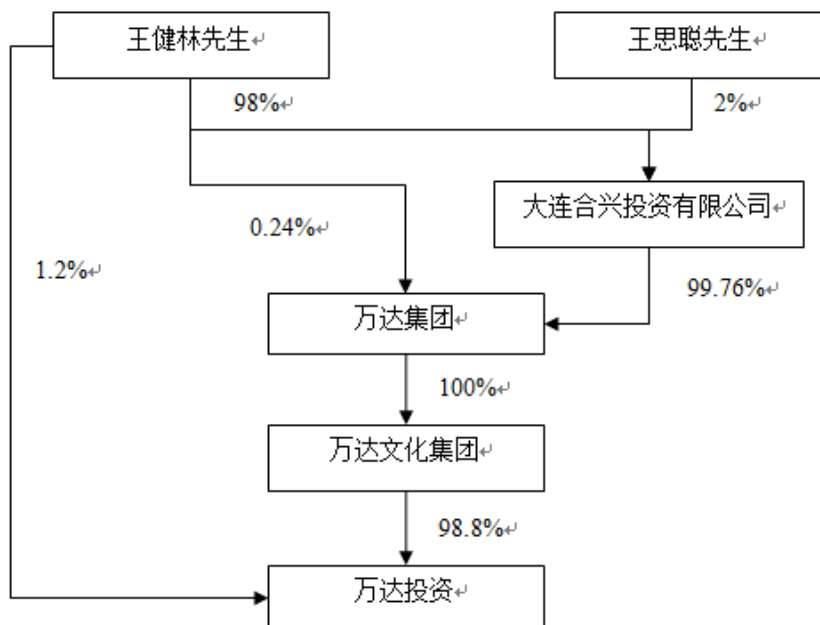 王健林先生↵
王思聪先生↵
98%↵
2%↵
大连合兴投资有限公司↵
0.24%↵
1.2%↵
99.76%↵
万达集团↵
100%↵
万达文化集团↵
98.8%↵
万达投资↵